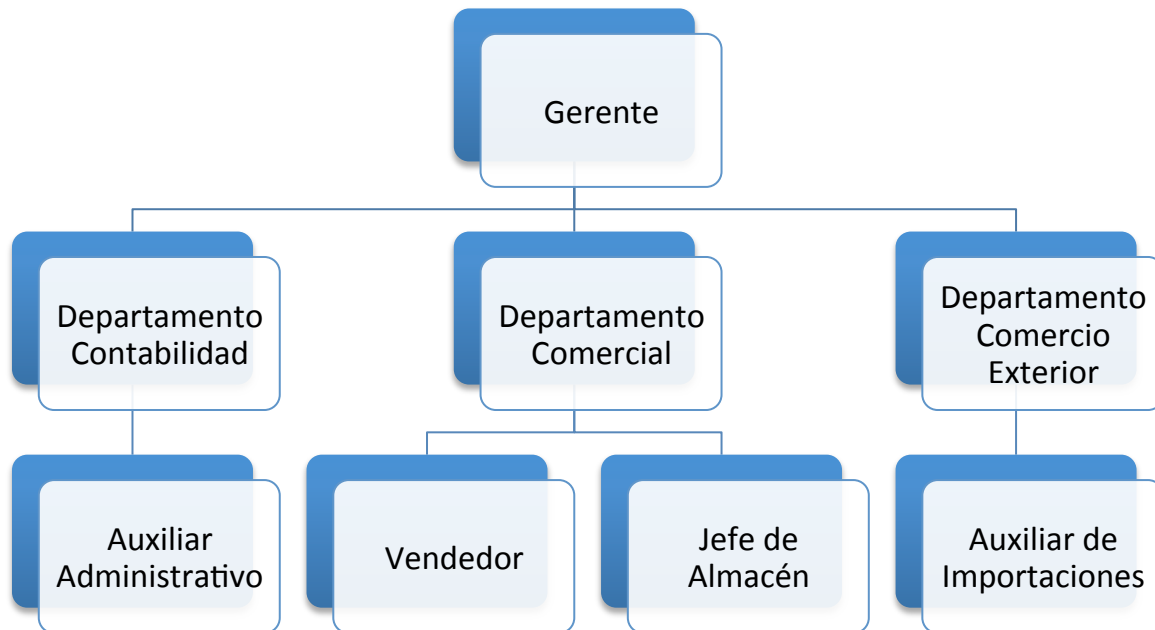 Gerente
Departamento
Contabilidad
Departamento
Comercial
Departamento
Comercio
Exterior
Auxiliar
Administrativo
Vendedor
Jefe de
Almacén
Auxiliar de
Importaciones